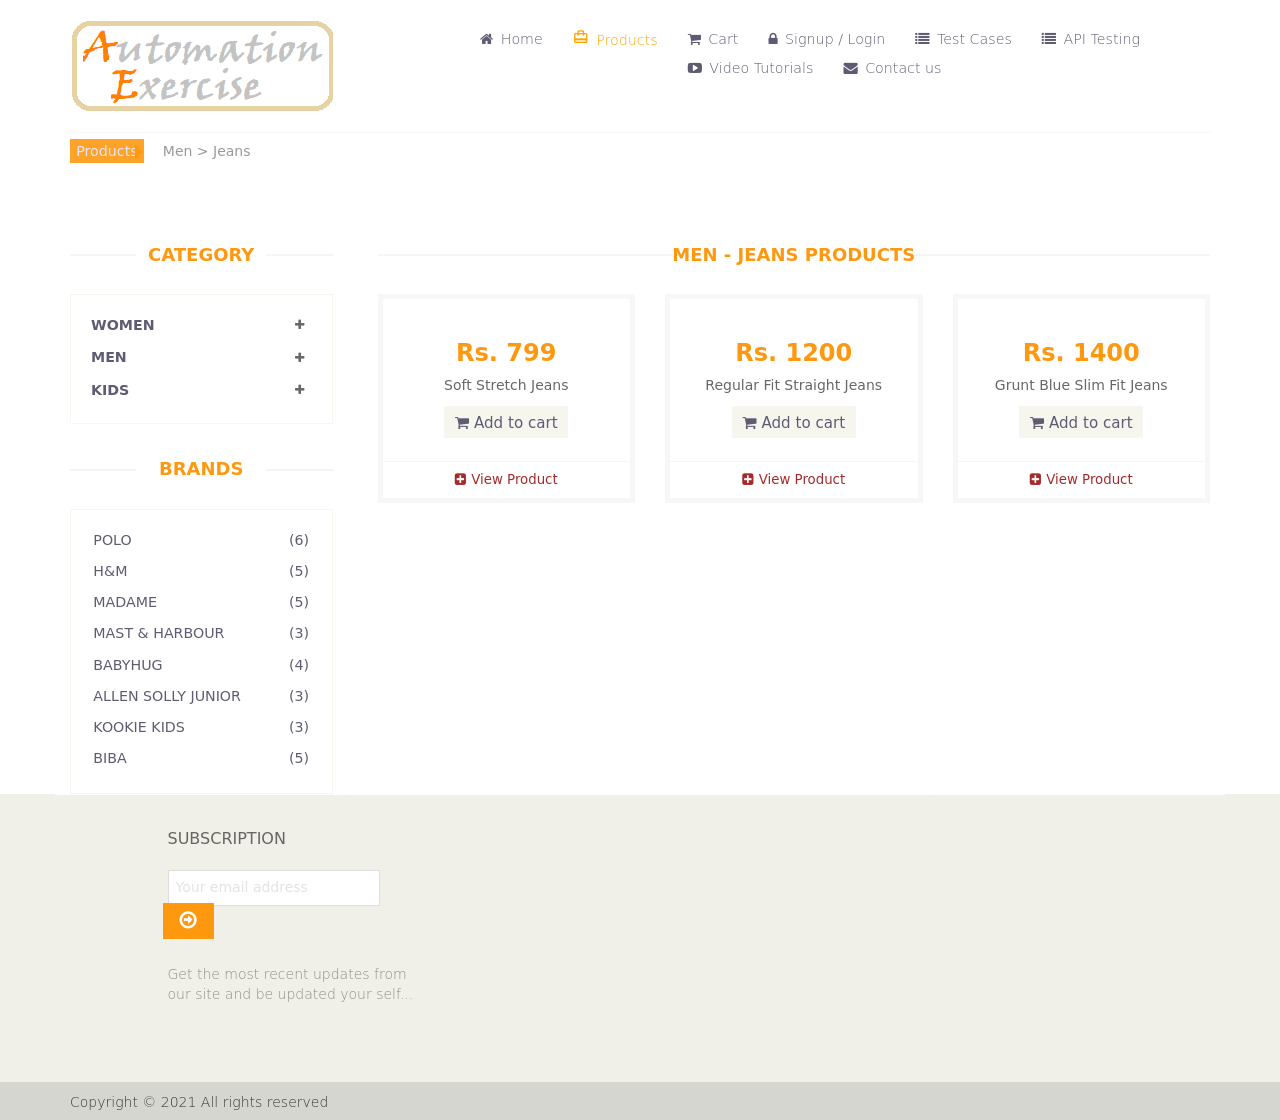 Automation
Exercise
Home Products Cart Signup / Login Test Cases API Testing
Video Tutorials Contact us
Products Men > Jeans
CATEGORY
WOMEN
MEN
KIDS
BRANDS
POLO (6)
H&M (5)
MADAME (5)
MAST & HARBOUR (3)
BABYHUG (4)
ALLEN SOLLY JUNIOR (3)
KOOKIE KIDS (3)
BIBA (5)
MEN - JEANS PRODUCTS
Rs. 799
Soft Stretch Jeans
Add to cart
View Product
Rs. 1200
Regular Fit Straight Jeans
Add to cart
View Product
Rs. 1400
Grunt Blue Slim Fit Jeans
Add to cart
View Product
SUBSCRIPTION
Your email address
Get the most recent updates from
our site and be updated your self...
Copyright © 2021 All rights reserved